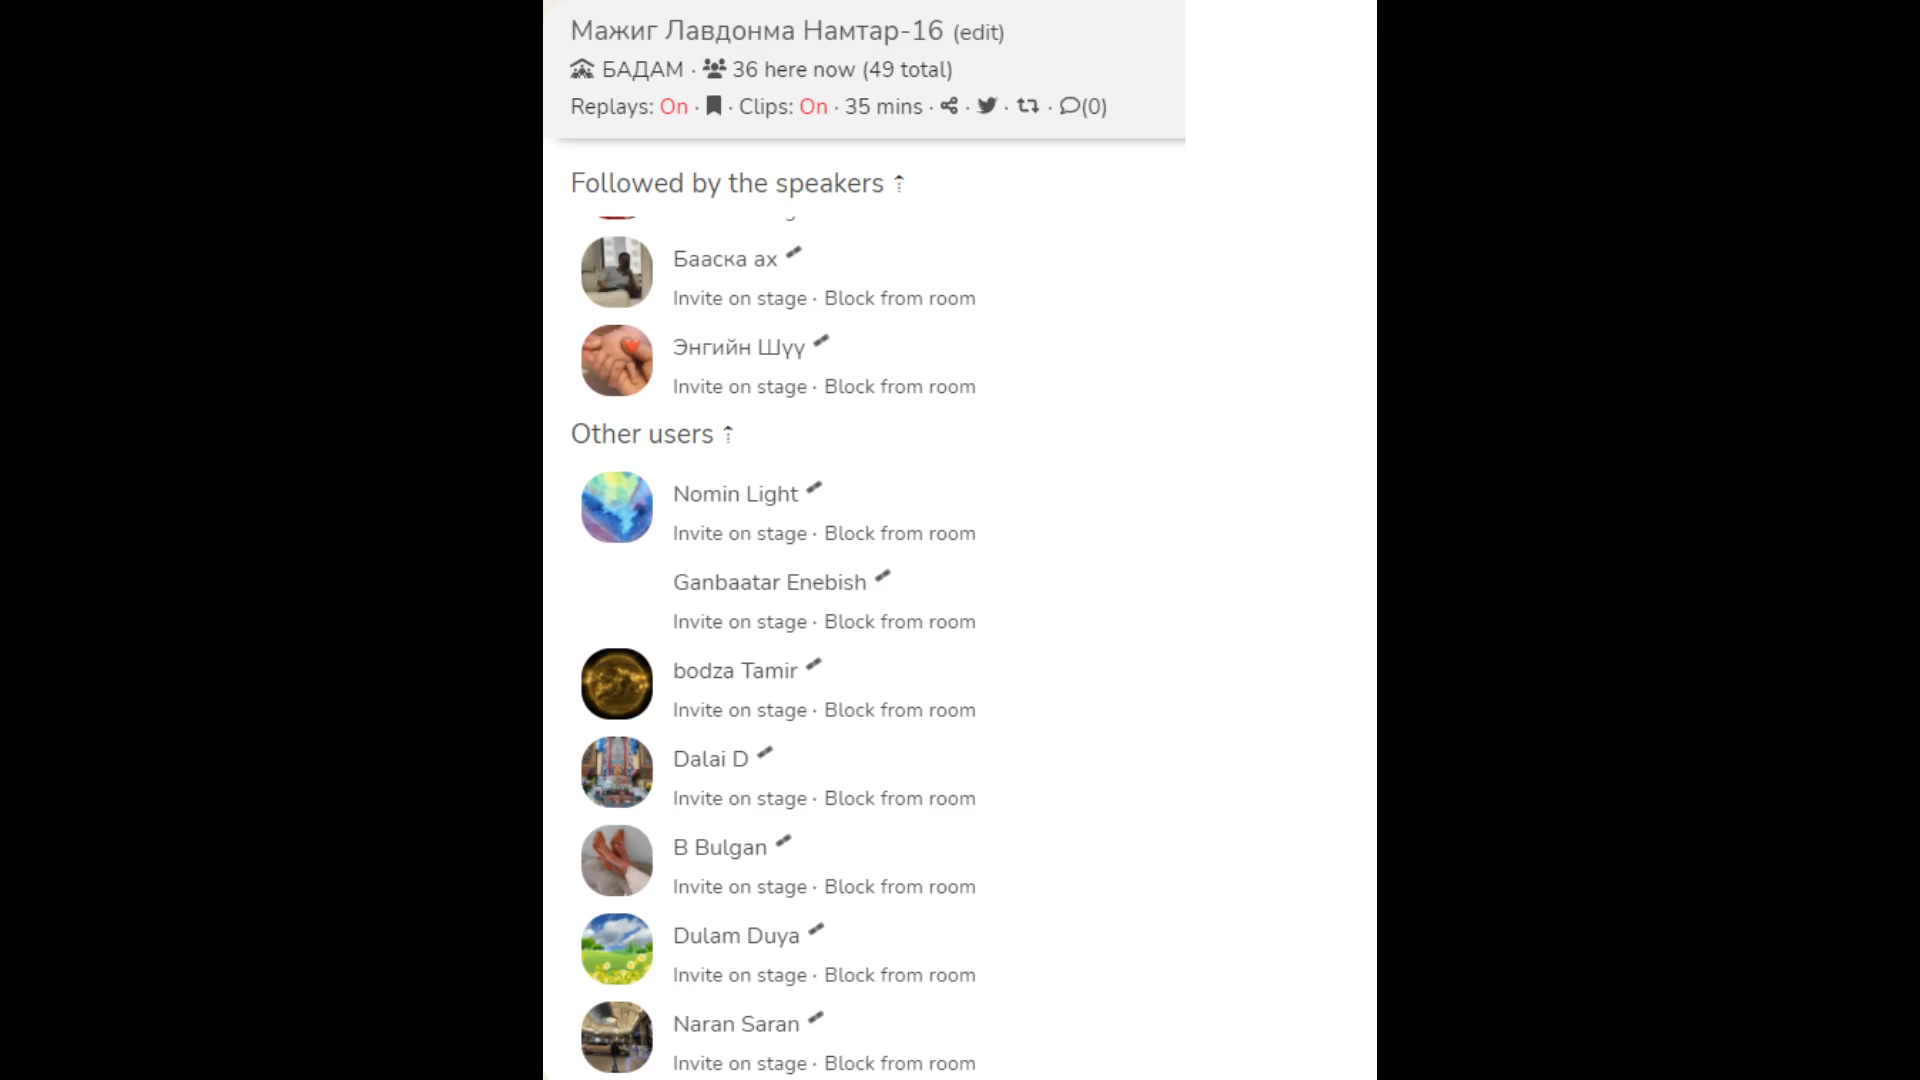 Мажиг Лавдонма Намтар-16 (edit)
БАДАМ · 36 here now (49 total)
Replays: On · · Clips: On · 35 mins · · · · (0)
Followed by the speakers
Бааска ах
Invite on stage · Block from room
Энгийн Шүү
Invite on stage · Block from room
Other users
Nomin Light
Invite on stage · Block from room
Ganbaatar Enebish
Invite on stage · Block from room
bodza Tamir
Invite on stage · Block from room
Dalai D
Invite on stage · Block from room
B Bulgan
Invite on stage · Block from room
Dulam Duya
Invite on stage · Block from room
Naran Saran
Invite on stage · Block from room